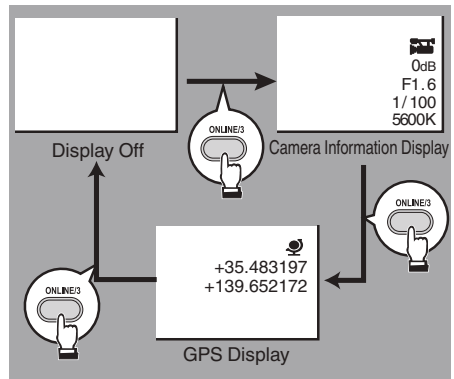 0dB
F1.6
1/100
5600K
ONLINE/3
Display Off
Camera Information Display
ONLINE/3
+35.483197
+139.652172
ONLINE/3
GPS Display